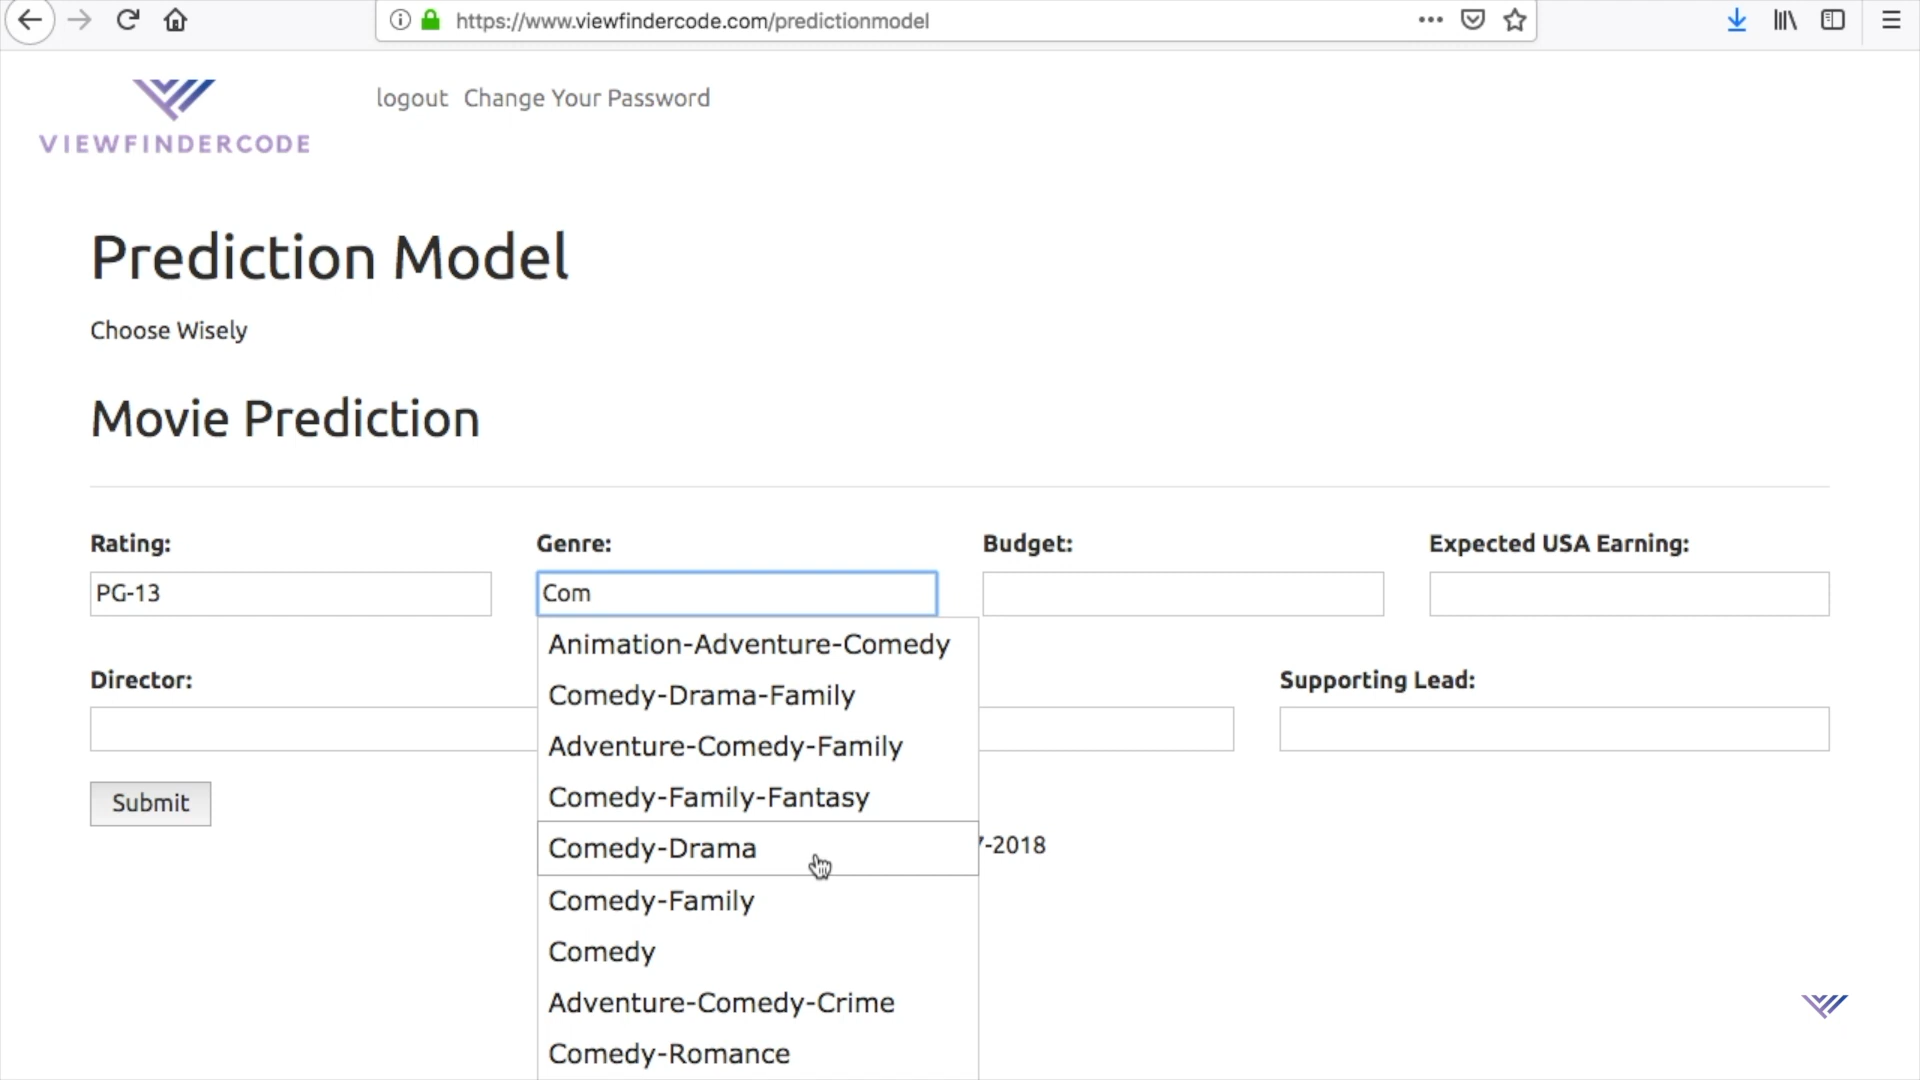 https://www.viewfindercode.com/predictionmodel
logout Change Your Password
VIEWFINDERCODE
Prediction Model
Choose Wisely
Movie Prediction
Rating: Genre: Budget: Expected USA Earning:
PG-13 Com
Animation-Adventure-Comedy
Director: Supporting Lead:
Comedy-Drama-Family
Adventure-Comedy-Family
Comedy-Family-Fantasy
Submit
Comedy-Drama
-2018
Comedy-Family
Comedy
Adventure-Comedy-Crime
Comedy-Romance